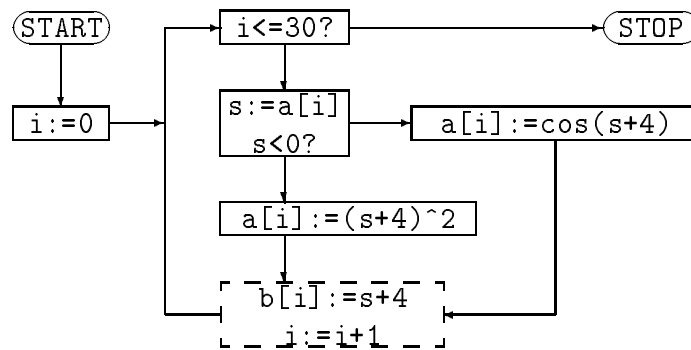 START
i<=30?
STOP
i:=0
s:=a[i]
s<0?
a[i]:=cos(s+4)
a[i]:=(s+4)^2
b[i]:=s+4
i:=i+1